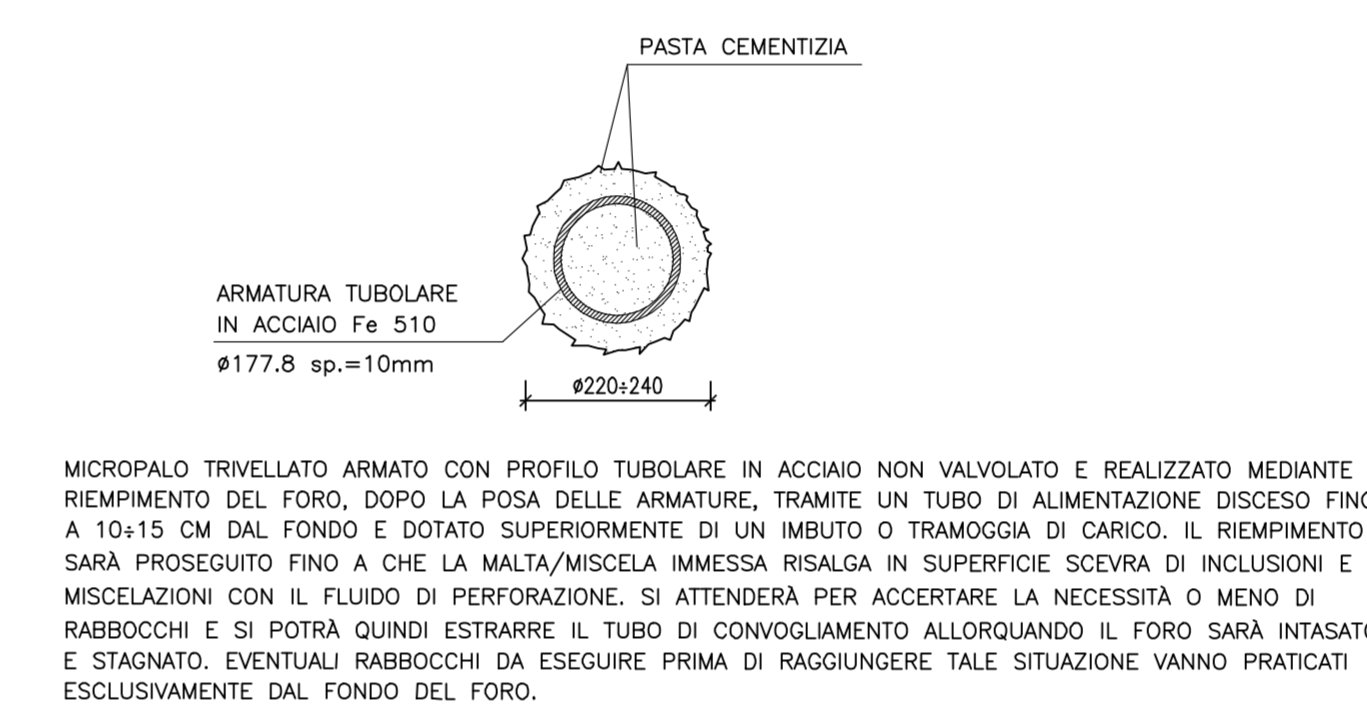 PASTA CEMENTIZIA
ARMATURA TUBOLARE
IN ACCIAIO Fe 510
ø177.8 sp.=10mm
ø220÷240
MICROPALO TRIVELLATO ARMATO CON PROFILO TUBOLARE IN ACCIAIO NON VALVOLATO E REALIZZATO MEDIANTE
RIEMPIMENTO DEL FORO, DOPO LA POSA DELLE ARMATURE, TRAMITE UN TUBO DI ALIMENTAZIONE DISCESO FINO
A 10÷15 CM DAL FONDO E DOTATO SUPERIORMENTE DI UN IMBUTO O TRAMOGGIA DI CARICO. IL RIEMPIMENTO
SARÀ PROSEGUITO FINO A CHE LA MALTA/MISCELA IMMESSA RISALGA IN SUPERFICIE SCEVRA DI INCLUSIONI E
MISCELAZIONI CON IL FLUIDO DI PERFORAZIONE. SI ATTENDERÀ PER ACCERTARE LA NECESSITÀ O MENO DI
RABBOCCHI E SI POTRÀ QUINDI ESTRARRE IL TUBO DI CONVOGLIAMENTO ALLORQUANDO IL FORO SARÀ INTASATO
E STAGNATO. EVENTUALI RABBOCCHI DA ESEGUIRE PRIMA DI RAGGIUNGERE TALE SITUAZIONE VANNO PRATICATI
ESCLUSIVAMENTE DAL FONDO DEL FORO.